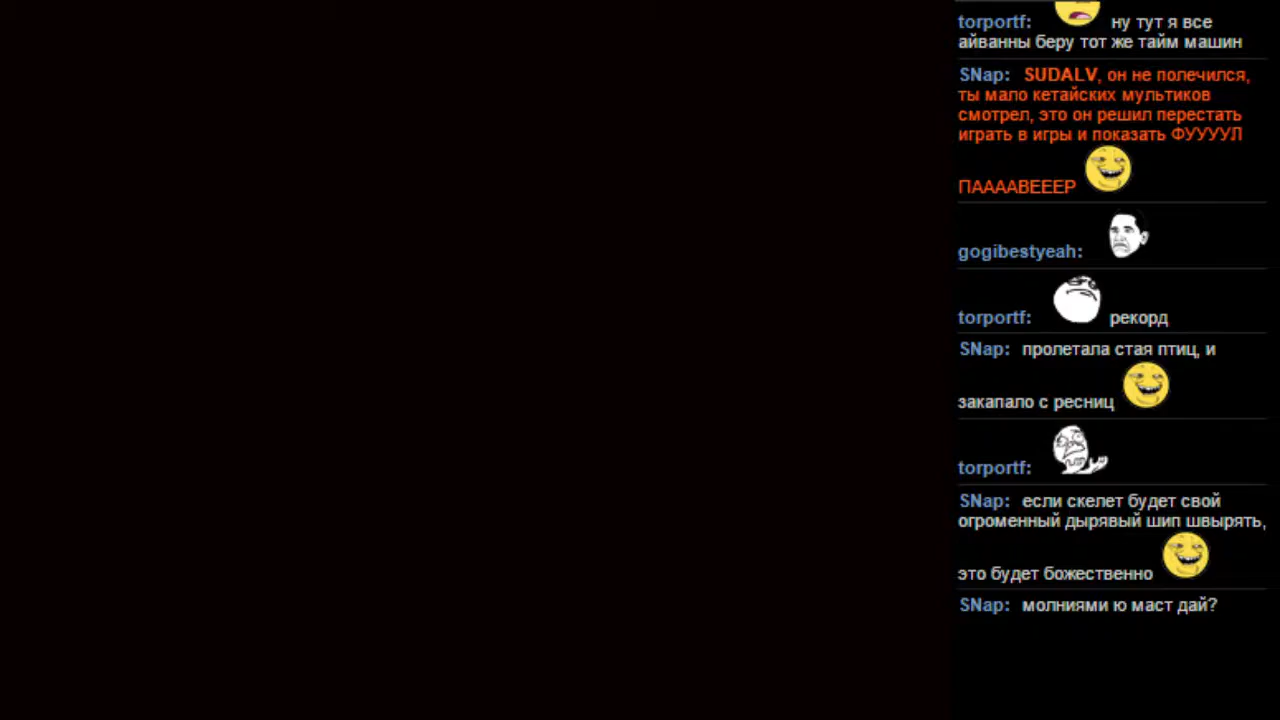 torportf: ну тут я все
айванны беру тот же тайм машин
SNap: SUDALV, он не полечился,
ты мало кетайских мультиков
смотрел, это он решил перестать
играть в игры и показать ФУУУУЛ
ПААААВЕЕЕР
gogibestyeah:
torportf: рекорд
SNap: пролетала стая птиц, и
закапало с ресниц
torportf:
SNap: если скелет будет свой
огроменный дырявый шип швырять,
это будет божественно
SNap: молниями ю маст дай?